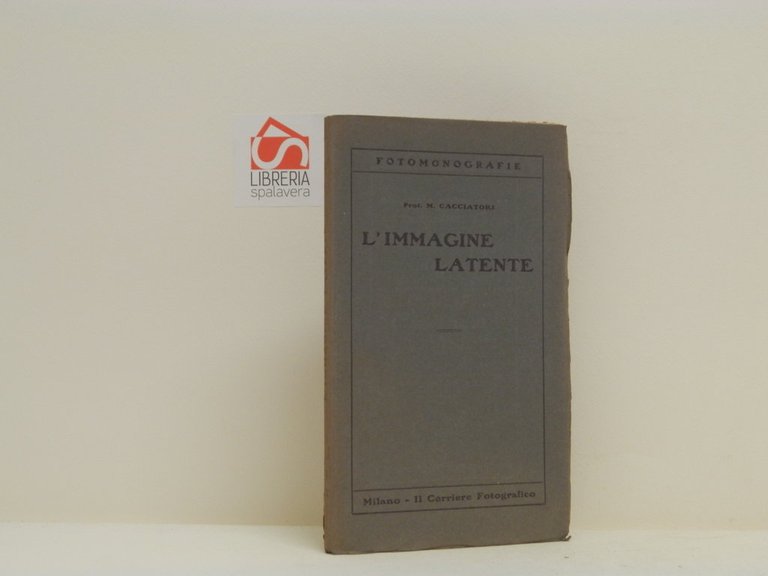 LIBRERIA
spalavera
FOTOMONOGRAFIE
Prof. M. CACCIATORI
L'IMMAGINE
LATENTE
Milano - Il Corriere Fotografico